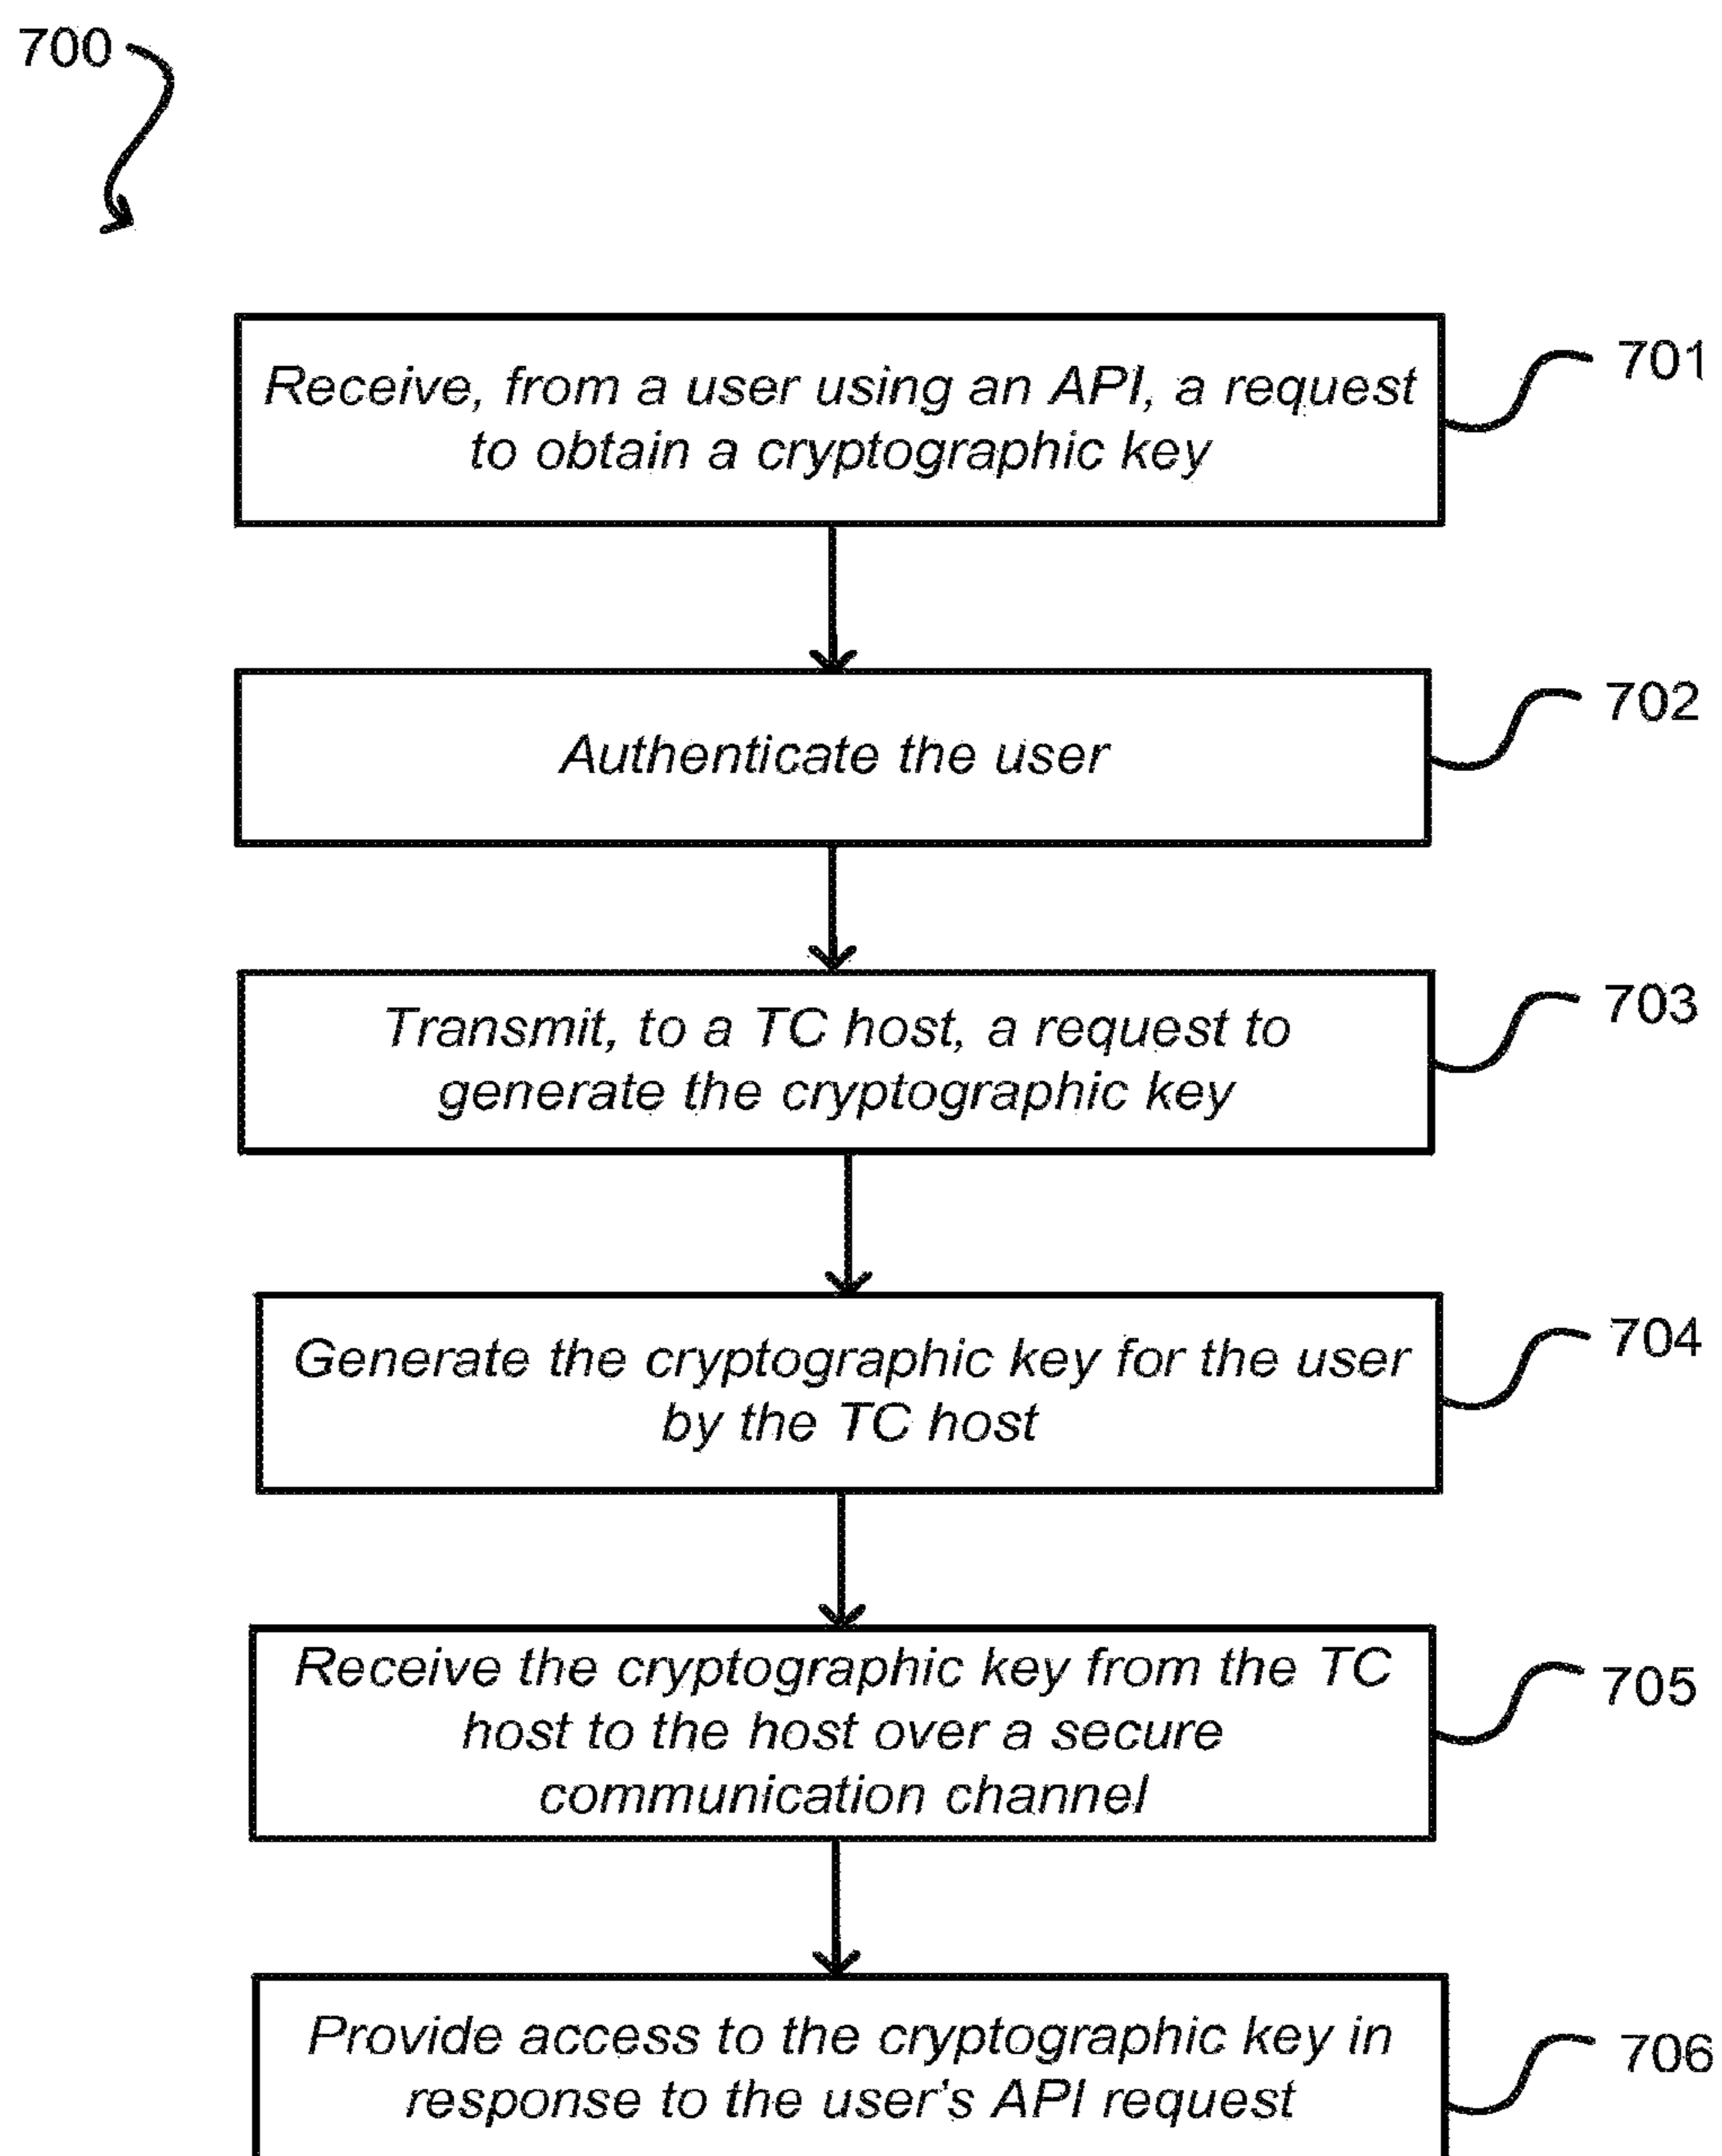 700
Receive, from a user using an API, a request
to obtain a cryptographic key
701
Authenticate the user
702
Transmit, to a TC host, a request to
generate the cryptographic key
703
Generate the cryptographic key for the user
by the TC host
704
Receive the cryptographic key from the TC
host to the host over a secure
communication channel
705
Provide access to the cryptographic key in
response to the user's API request
706